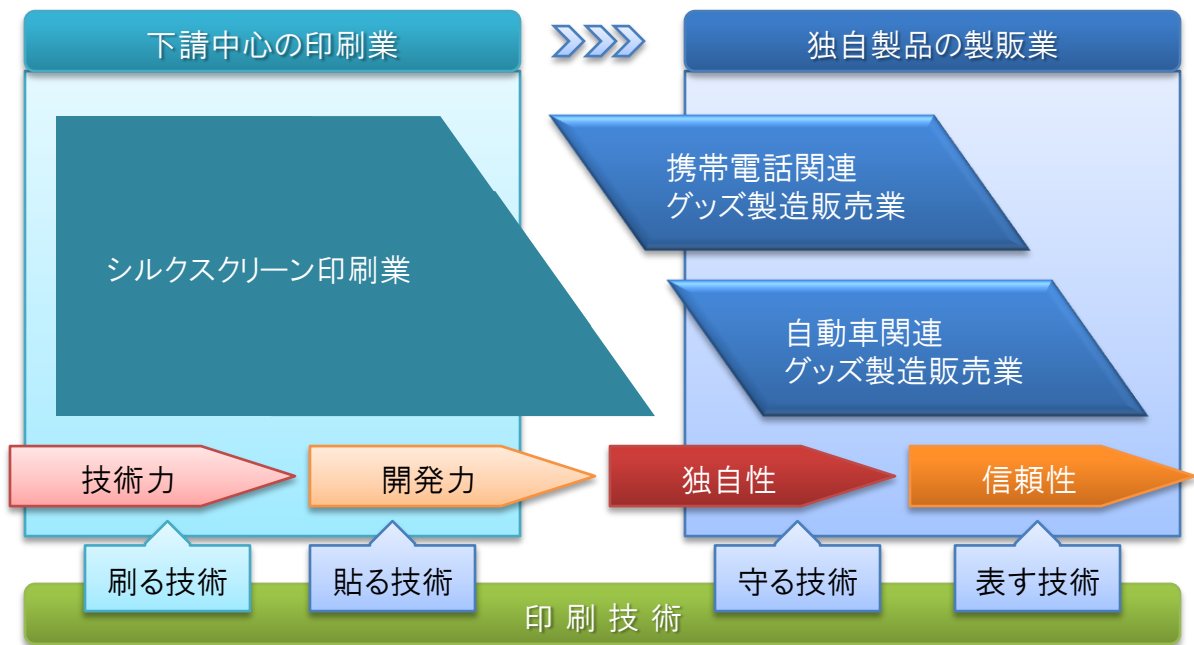 下請中心の印刷業
独自製品の製販業
シルクスクリーン印刷業
携帯電話関連
グッズ製造販売業
自動車関連
グッズ製造販売業
技術力
開発力
独自性
信頼性
刷る技術
貼る技術
守る技術
表す技術
印刷技術